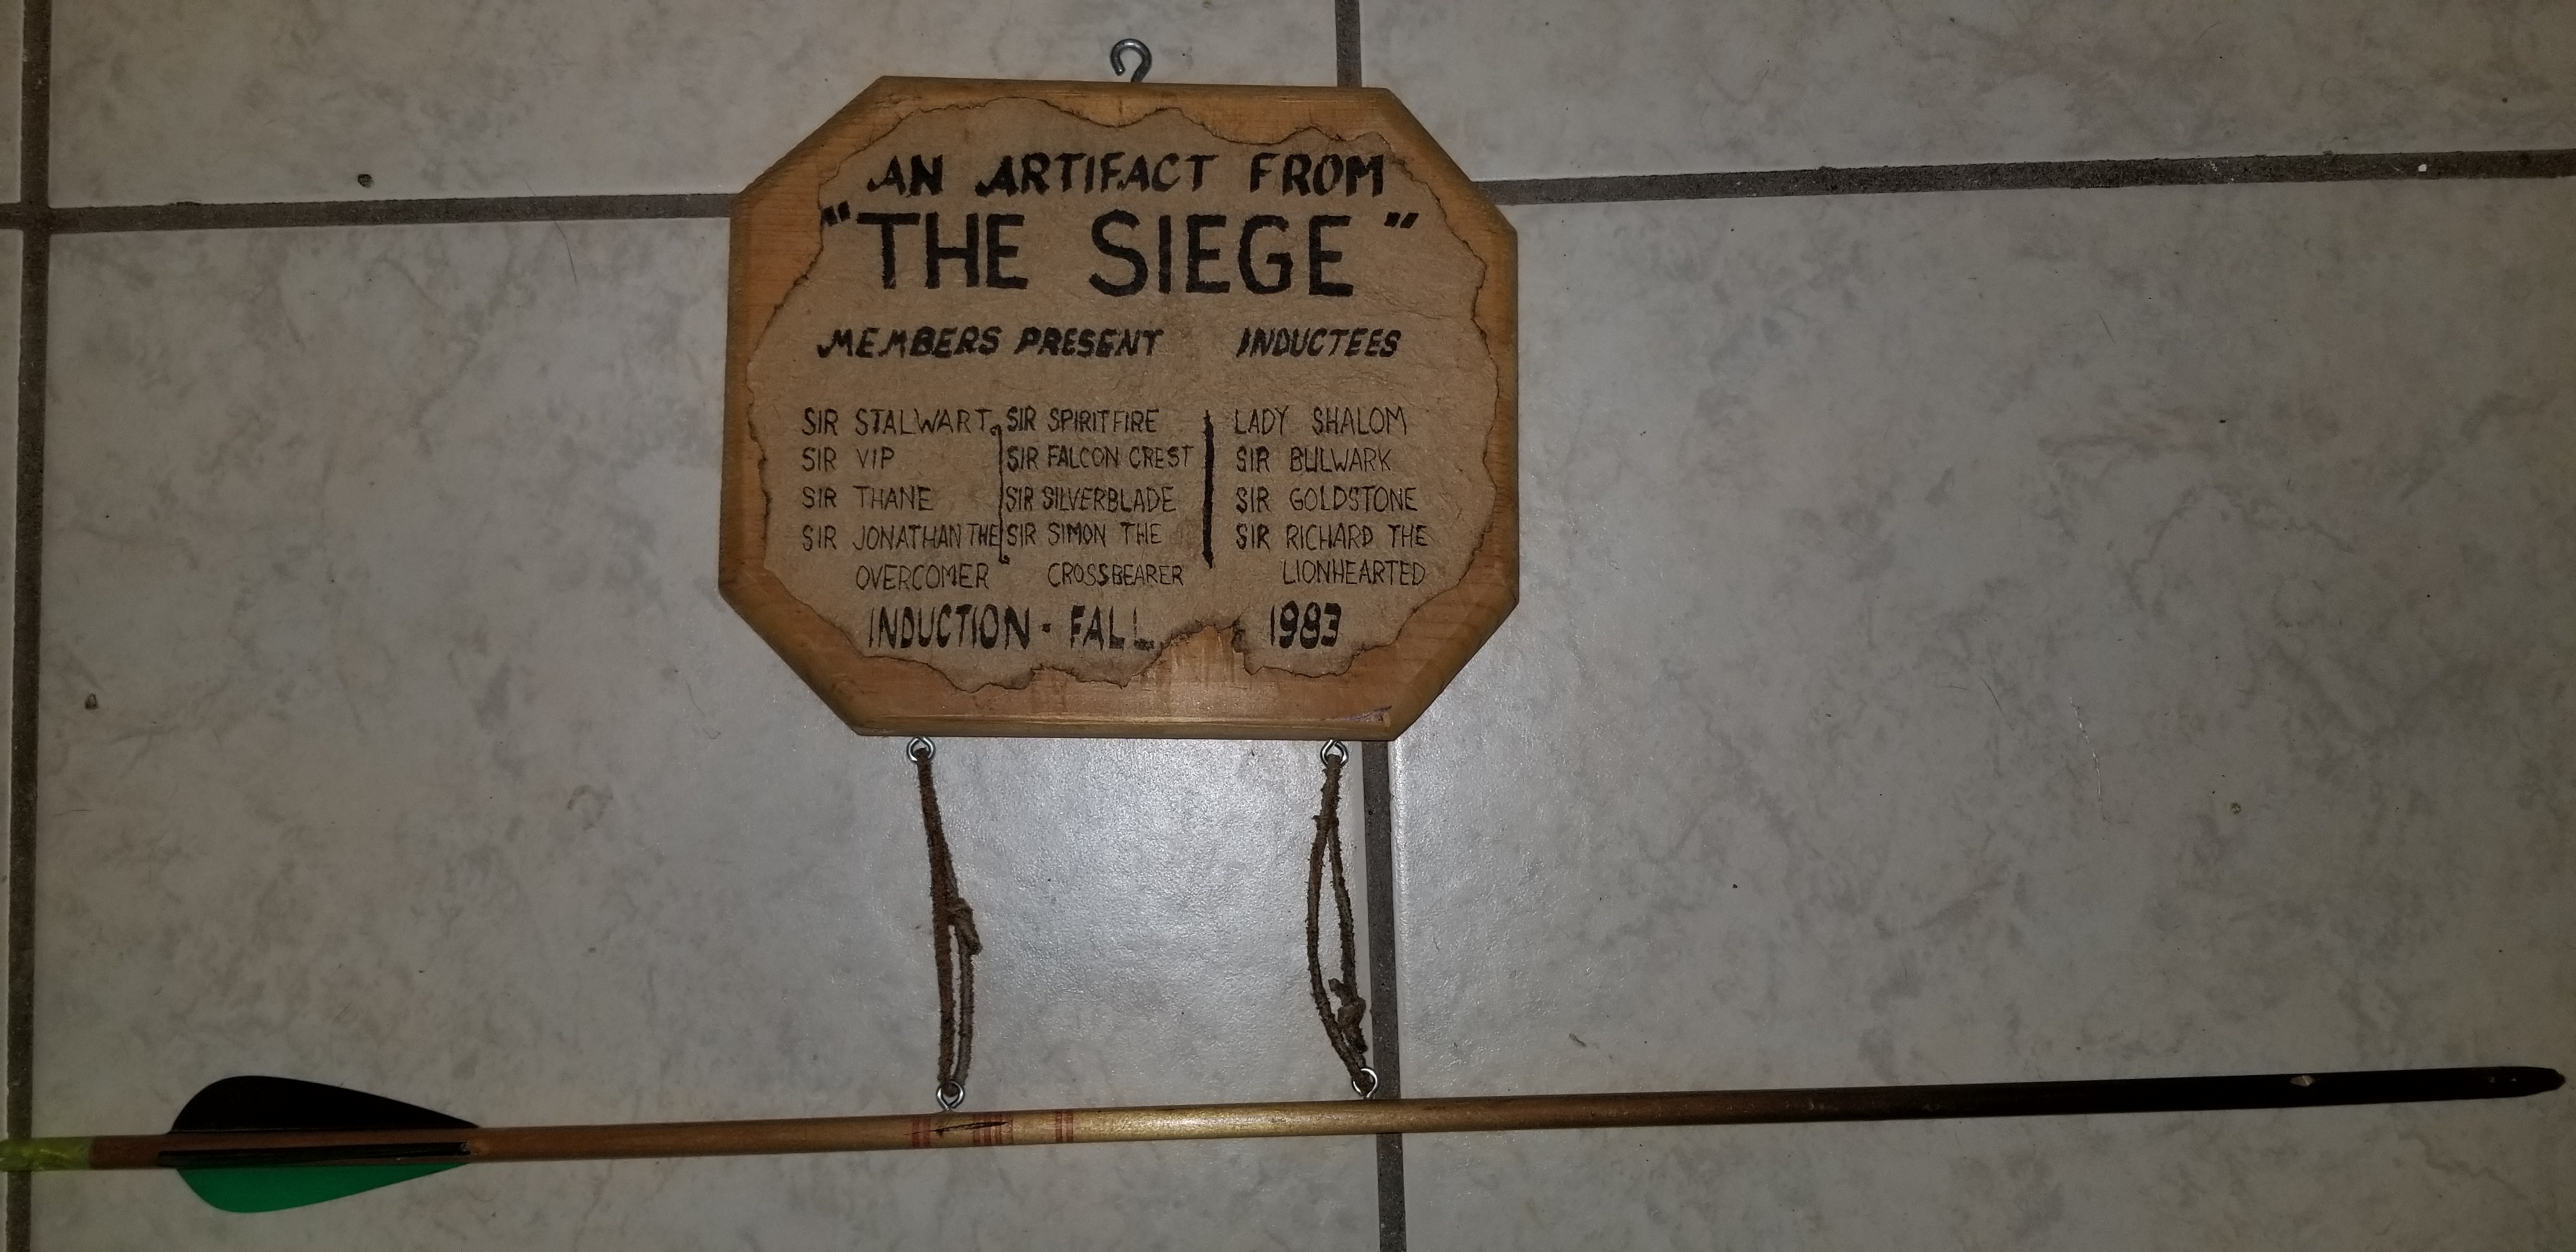 AN ARTIFACT FROM
"THE SIEGE"
MEMBERS PRESENT INDUCTEES
SIR STALWART SIR SPIRITFIRE LADY SHALOM
SIR VIP SIR FALCON CREST SIR BULWARK
SIR THANE SIR SILVERBLADE SIR GOLDSTONE
SIR JONATHAN THE SIR SIMON THE SIR RICHARD THE
OVERCOMER CROSSBEARER LIONHEARTED
INDUCTION - FALL 1983